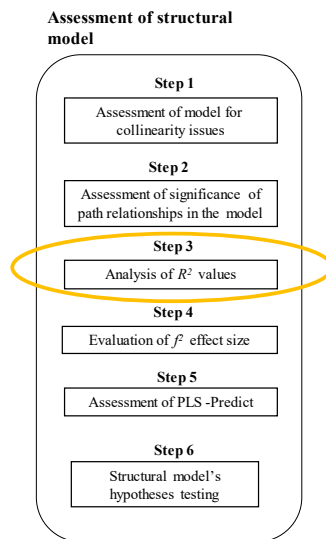 Assessment of structural
model
Step 1
Assessment of model for
collinearity issues
Step 2
Assessment of significance of
path relationships in the model
Step 3
Analysis of R² values
Step 4
Evaluation of f² effect size
Step 5
Assessment of PLS -Predict
Step 6
Structural model's
hypotheses testing